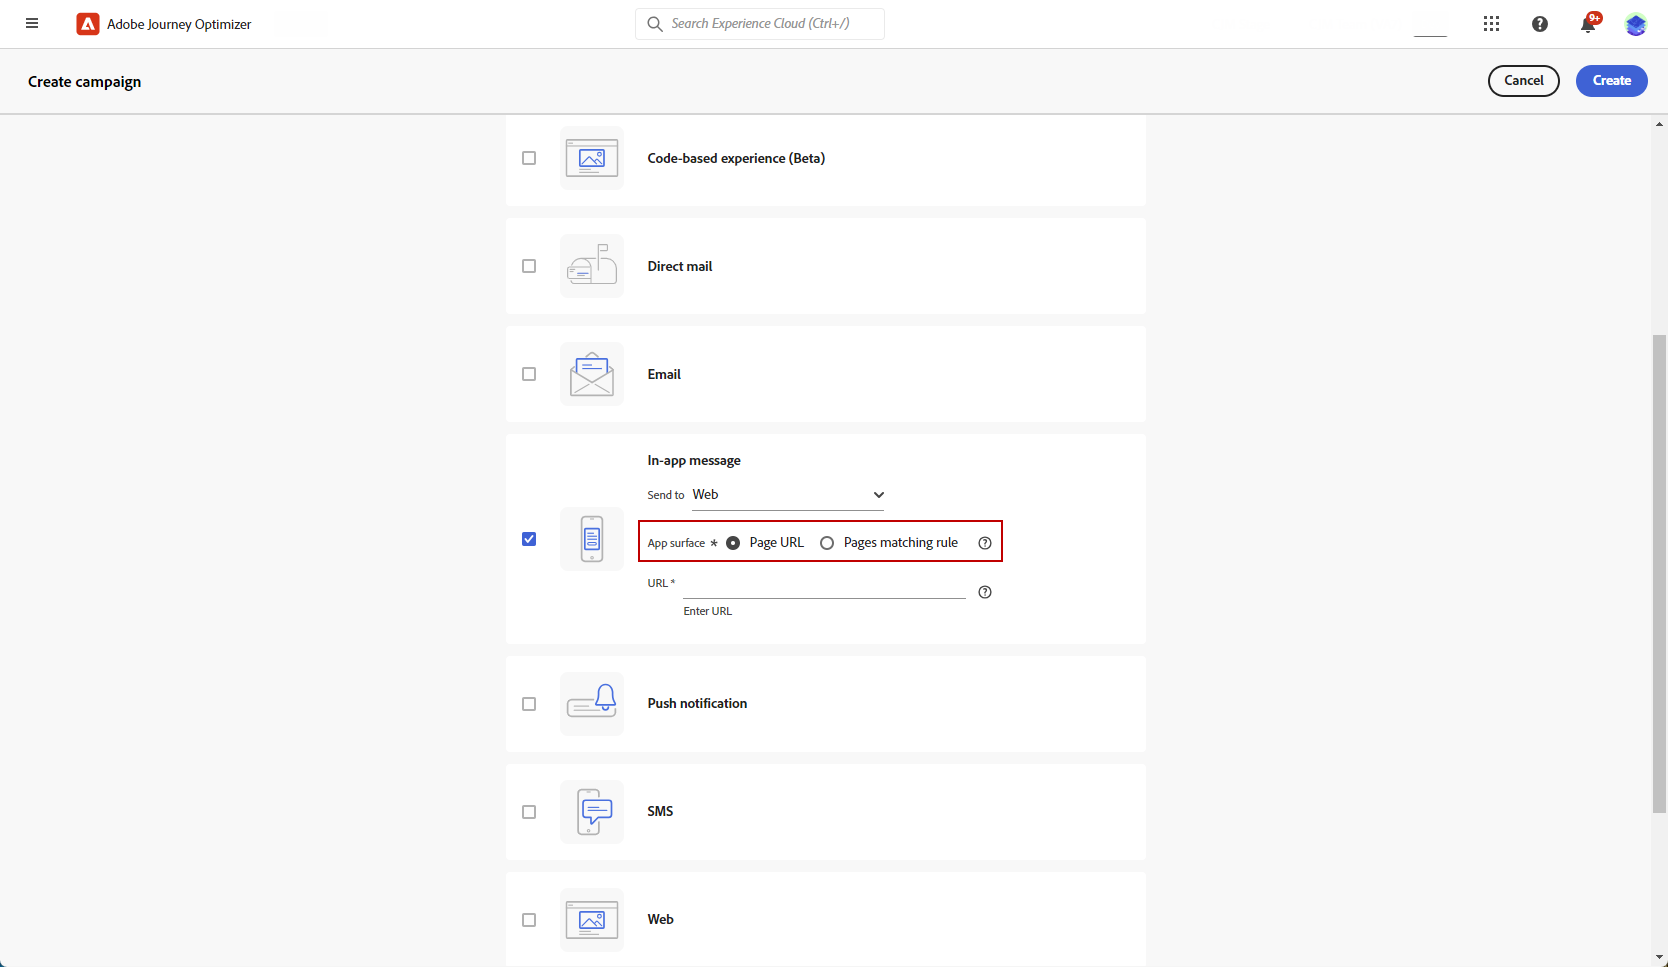 Adobe Journey Optimizer
Search Experience Cloud (Ctrl+/)
9+
Create campaign
Cancel
Create
Code-based experience (Beta)
Direct mail
Email
In-app message
Send to Web
App surface * Page URL Pages matching rule
URL *
Enter URL
Push notification
SMS
Web